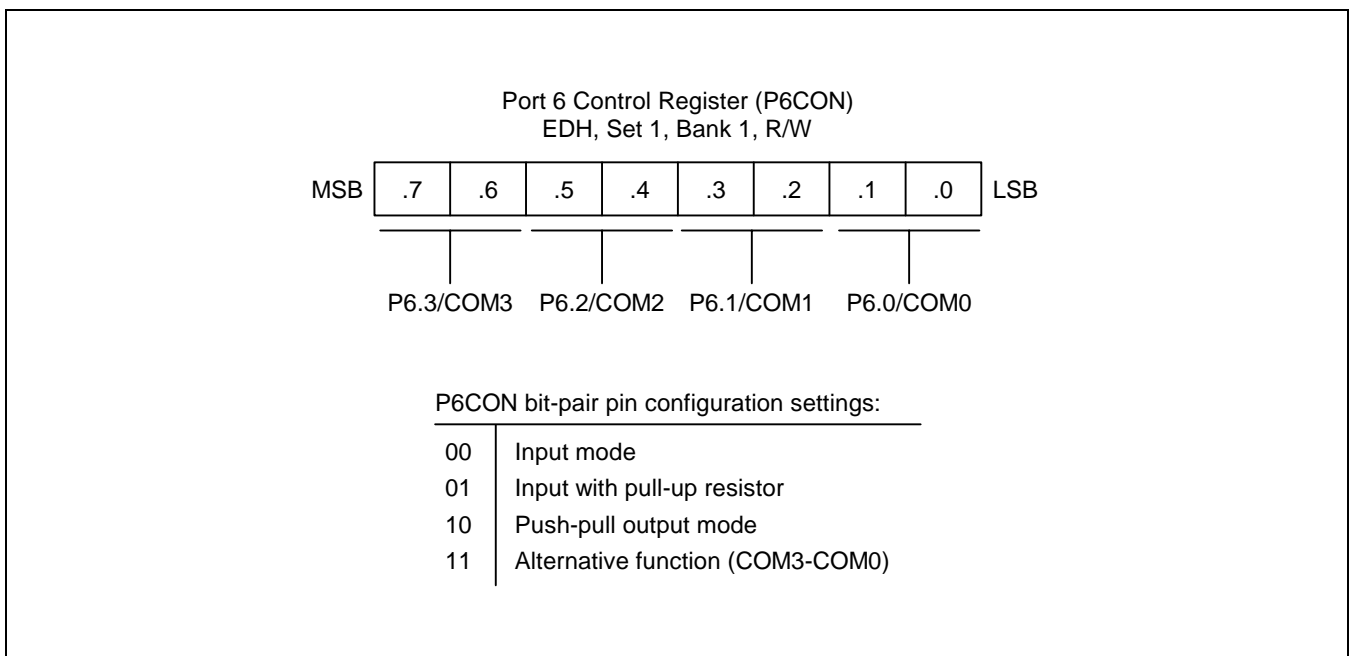 Port 6 Control Register (P6CON)
EDH, Set 1, Bank 1, R/W
MSB .7 .6 .5 .4 .3 .2 .1 .0 LSB
P6.3/COM3 P6.2/COM2 P6.1/COM1 P6.0/COM0
P6CON bit-pair pin configuration settings:
00 Input mode
01 Input with pull-up resistor
10 Push-pull output mode
11 Alternative function (COM3-COM0)